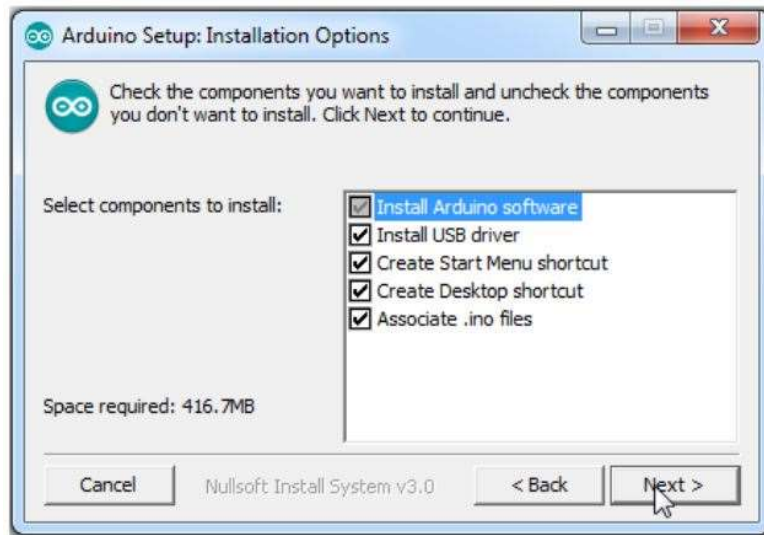 Arduino Setup: Installation Options
Check the components you want to install and uncheck the components
you don't want to install. Click Next to continue.
Select components to install:
Install Arduino software
Install USB driver
Create Start Menu shortcut
Create Desktop shortcut
Associate .ino files
Space required: 416.7MB
Cancel
Nullsoft Install System v3.0
< Back
Next >